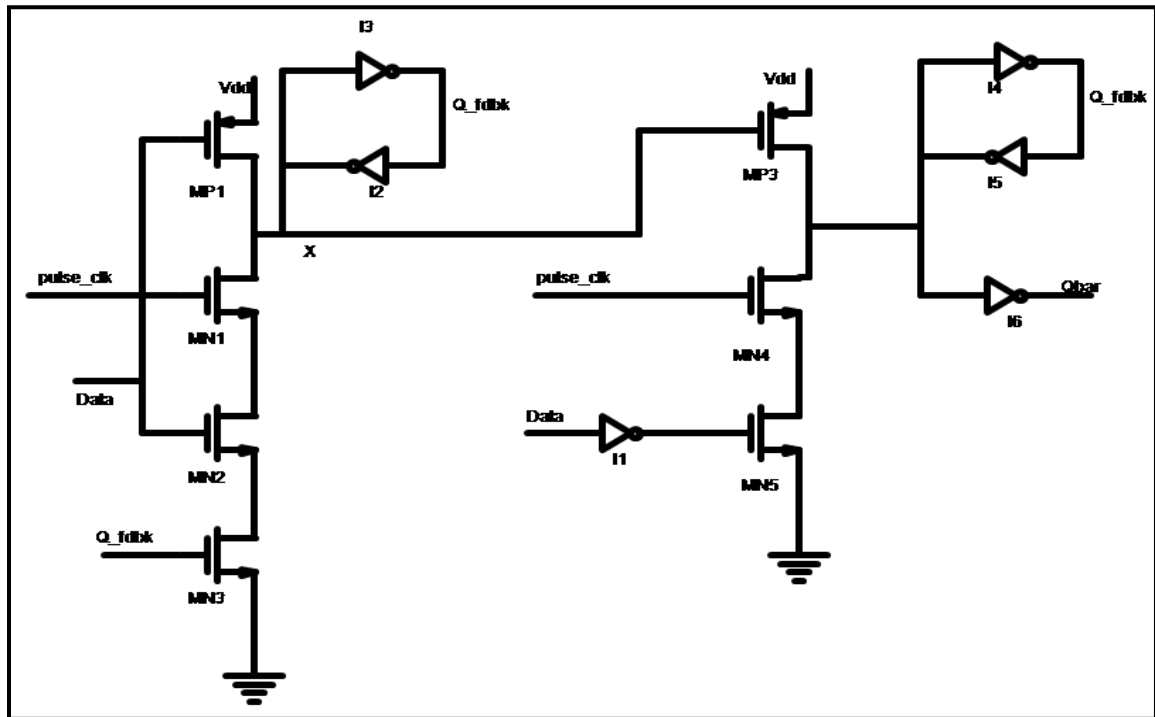 I3
Vdd
Q_fdbk
MP1
I2
X
pulse_clk
MN1
Data
MN2
Q_fdbk
MN3
Vdd
MP3
I4
Q_fdbk
I5
pulse_clk
MN4
Qbar
I6
Data
I1
MN5